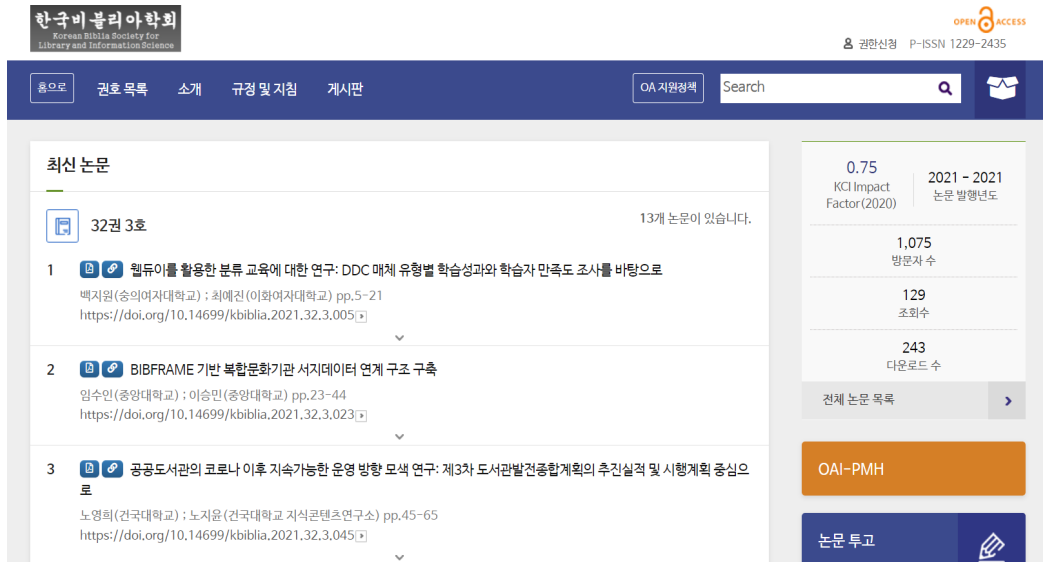 한국비블리아학회
Korean Biblia Society for
Library and Information Science
OPEN ACCESS
권한신청 P-ISSN 1229-2435
홈으로 권호 목록 소개 규정 및 지침 게시판 OA 지원정책 Search
최신 논문
32권 3호
13개 논문이 있습니다.
1 웹듀이를 활용한 분류 교육에 대한 연구: DDC 매체 유형별 학습성과와 학습자 만족도 조사를 바탕으로
백지원(숭의여자대학교) ; 최예진(이화여자대학교) pp.5-21
https://doi.org/10.14699/kbiblia.2021.32.3.005
2 BIBFRAME 기반 복합문화기관 서지데이터 연계 구조 구축
임수인(중앙대학교) ; 이승민(중앙대학교) pp.23-44
https://doi.org/10.14699/kbiblia.2021.32.3.023
3 공공도서관의 코로나 이후 지속가능한 운영 방향 모색 연구: 제3차 도서관발전종합계획의 추진실적 및 시행계획 중심으
로
노영희(건국대학교) ; 노지윤(건국대학교 지식콘텐츠연구소) pp.45-65
https://doi.org/10.14699/kbiblia.2021.32.3.045
0.75
KCI Impact
Factor(2020)
2021 - 2021
논문 발행년도
1,075
방문자 수
129
조회수
243
다운로드 수
전체 논문 목록
OAI-PMH
논문 투고